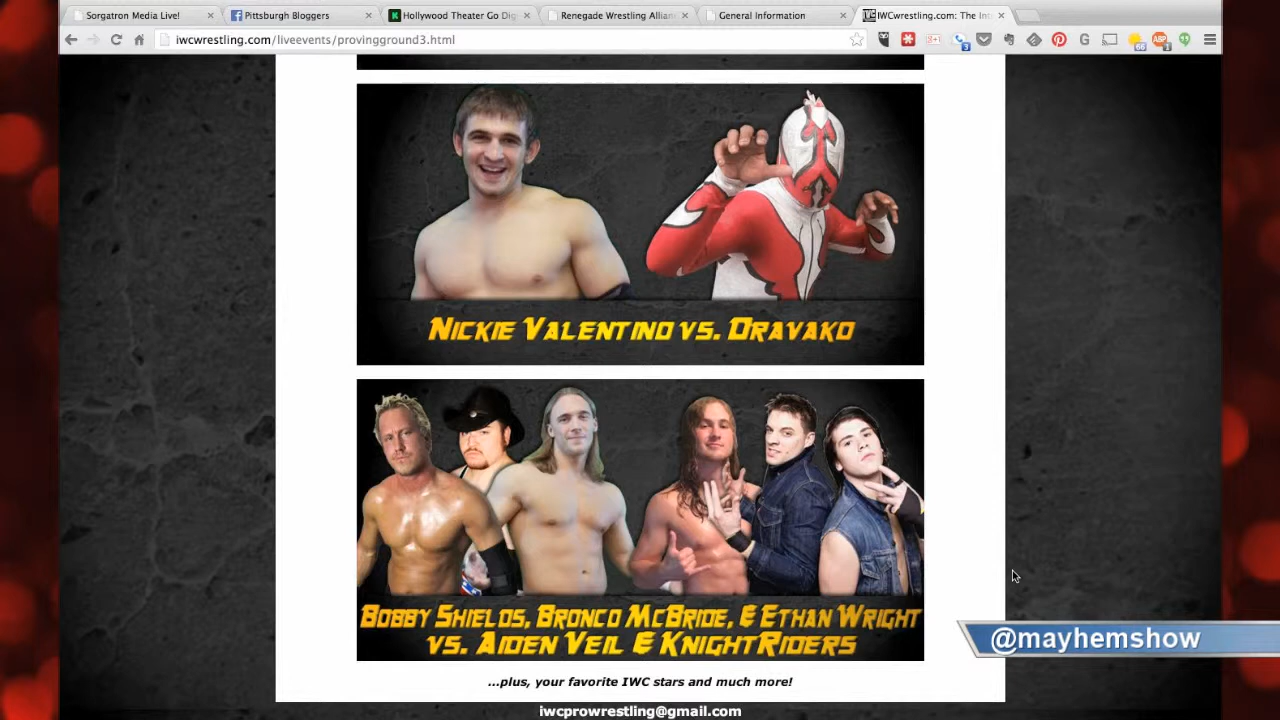 Sorgatron Media Live!
Pittsburgh Bloggers
Hollywood Theater Go Dig
Renegade Wrestling Allian
General Information
IWCwrestling.com: The Int
iwcwrestling.com/liveevents/provingground3.html
NICKIE VALENTINO VS. DRAVAKO
BOBBY SHIELDS, BRONCO MCBRIDE, & ETHAN WRIGHT
VS. AIDEN VEIL & KNIGHTRIDERS
@mayhemshow
...plus, your favorite IWC stars and much more!
iwcprowrestling@gmail.com